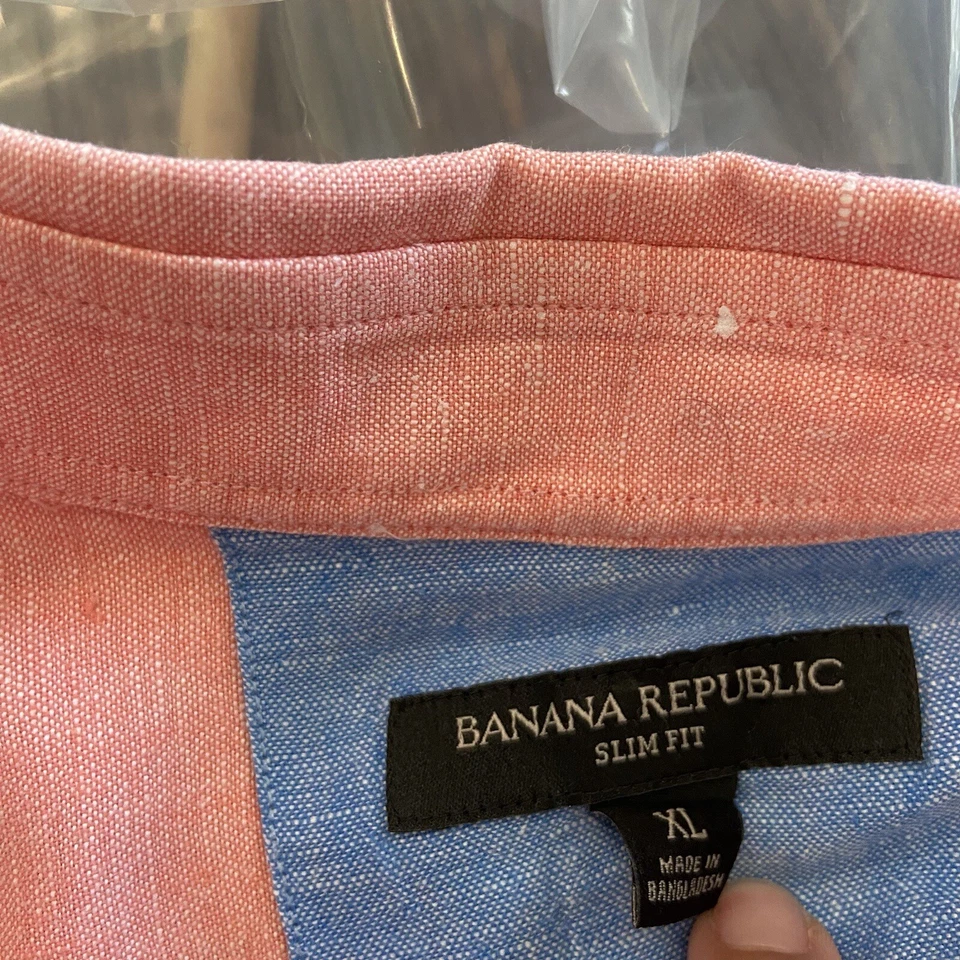 BANANA REPUBLIC
SLIM FIT
XL
MADE IN
BANGLADESH